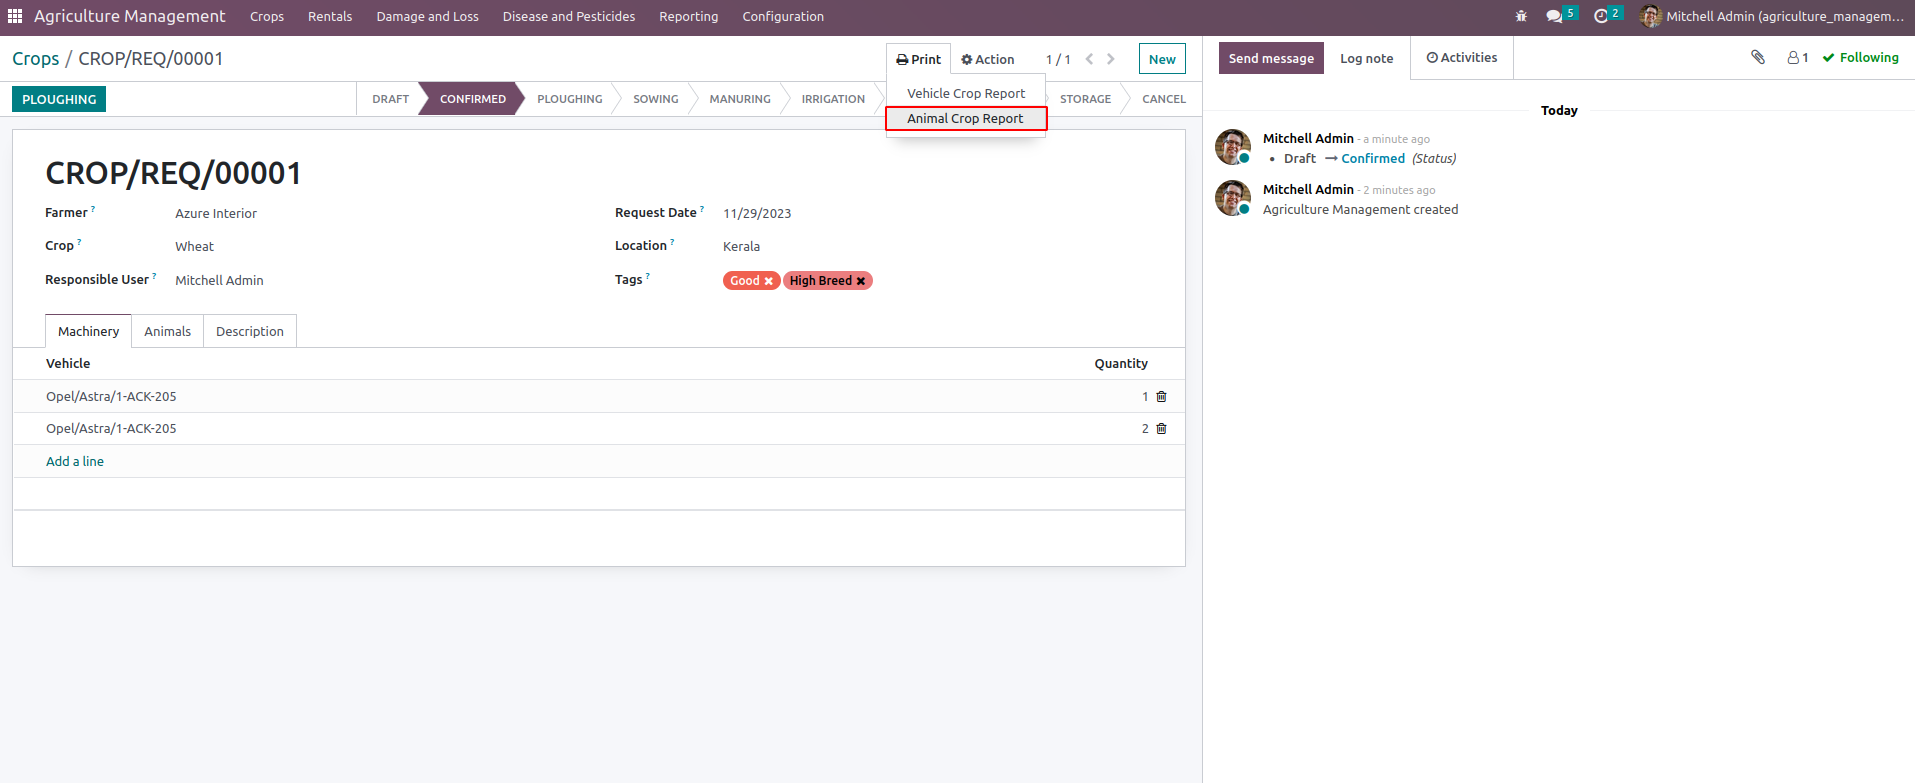 Agriculture Management Crops Rentals Damage and Loss Disease and Pesticides Reporting Configuration 5 2 Mitchell Admin (agriculture_managem...
Crops / CROP/REQ/00001 Print Action 1 / 1 New
Send message Log note Activities 1 Following
PLOUGHING DRAFT CONFIRMED PLOUGHING SOWING MANURING IRRIGATION STORAGE CANCEL
Vehicle Crop Report
Animal Crop Report
CROP/REQ/00001
Farmer ? Azure Interior
Request Date ? 11/29/2023
Crop ? Wheat
Location ? Kerala
Responsible User ? Mitchell Admin
Tags ? Good High Breed
Machinery Animals Description
Vehicle Quantity
Opel/Astra/1-ACK-205 1
Opel/Astra/1-ACK-205 2
Add a line
Today
Mitchell Admin - a minute ago
• Draft → Confirmed (Status)
Mitchell Admin - 2 minutes ago
Agriculture Management created